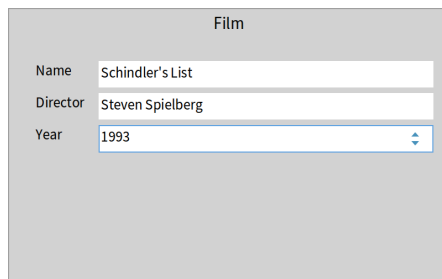 Film
Name Schindler's List
Director Steven Spielberg
Year 1993